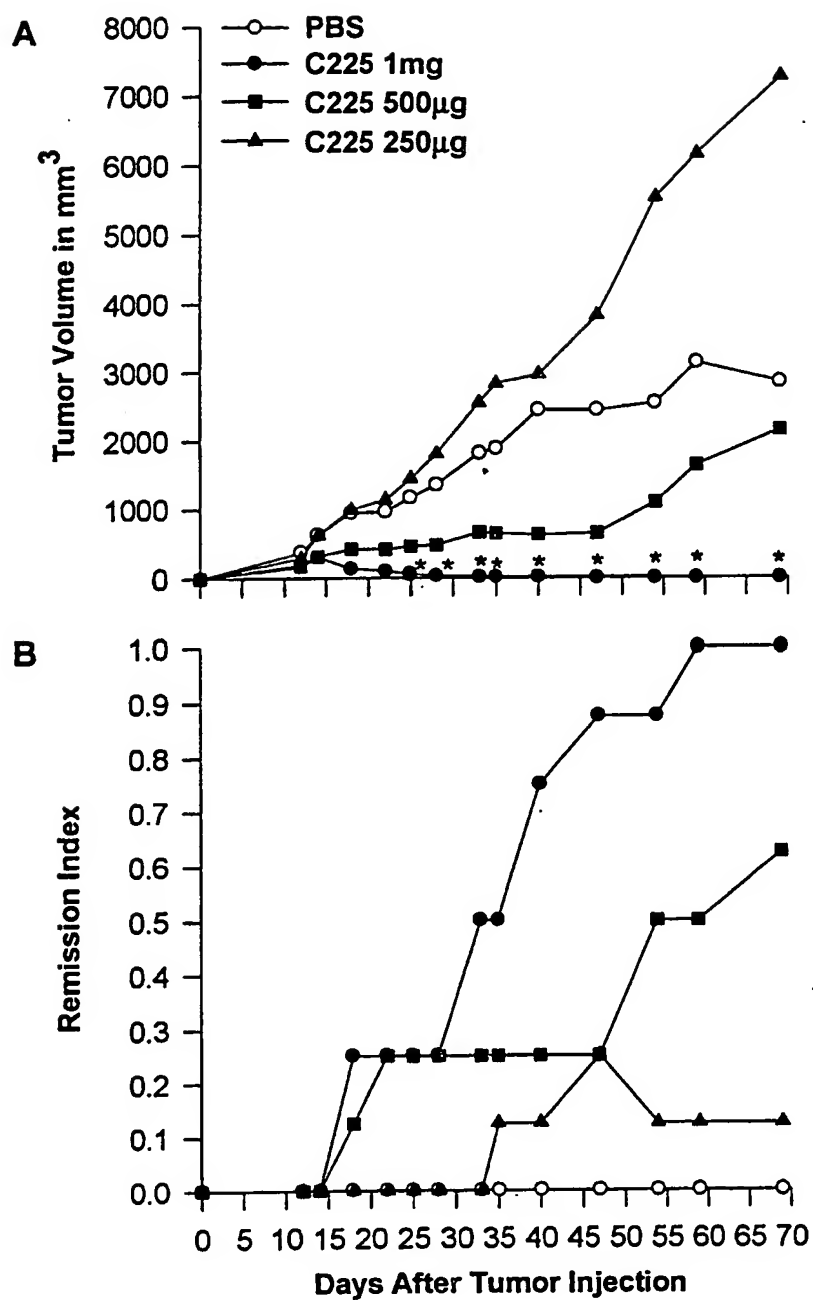 A
PBS
C225 1mg
C225 500µg
C225 250µg
8000
7000
6000
5000
4000
3000
2000
1000
0
Tumor Volume in mm3
* * * * * * * * *
B
1.0
0.9
0.8
0.7
0.6
0.5
0.4
0.3
0.2
0.1
0.0
Remission Index
0 5 10 15 20 25 30 35 40 45 50 55 60 65 70
Days After Tumor Injection